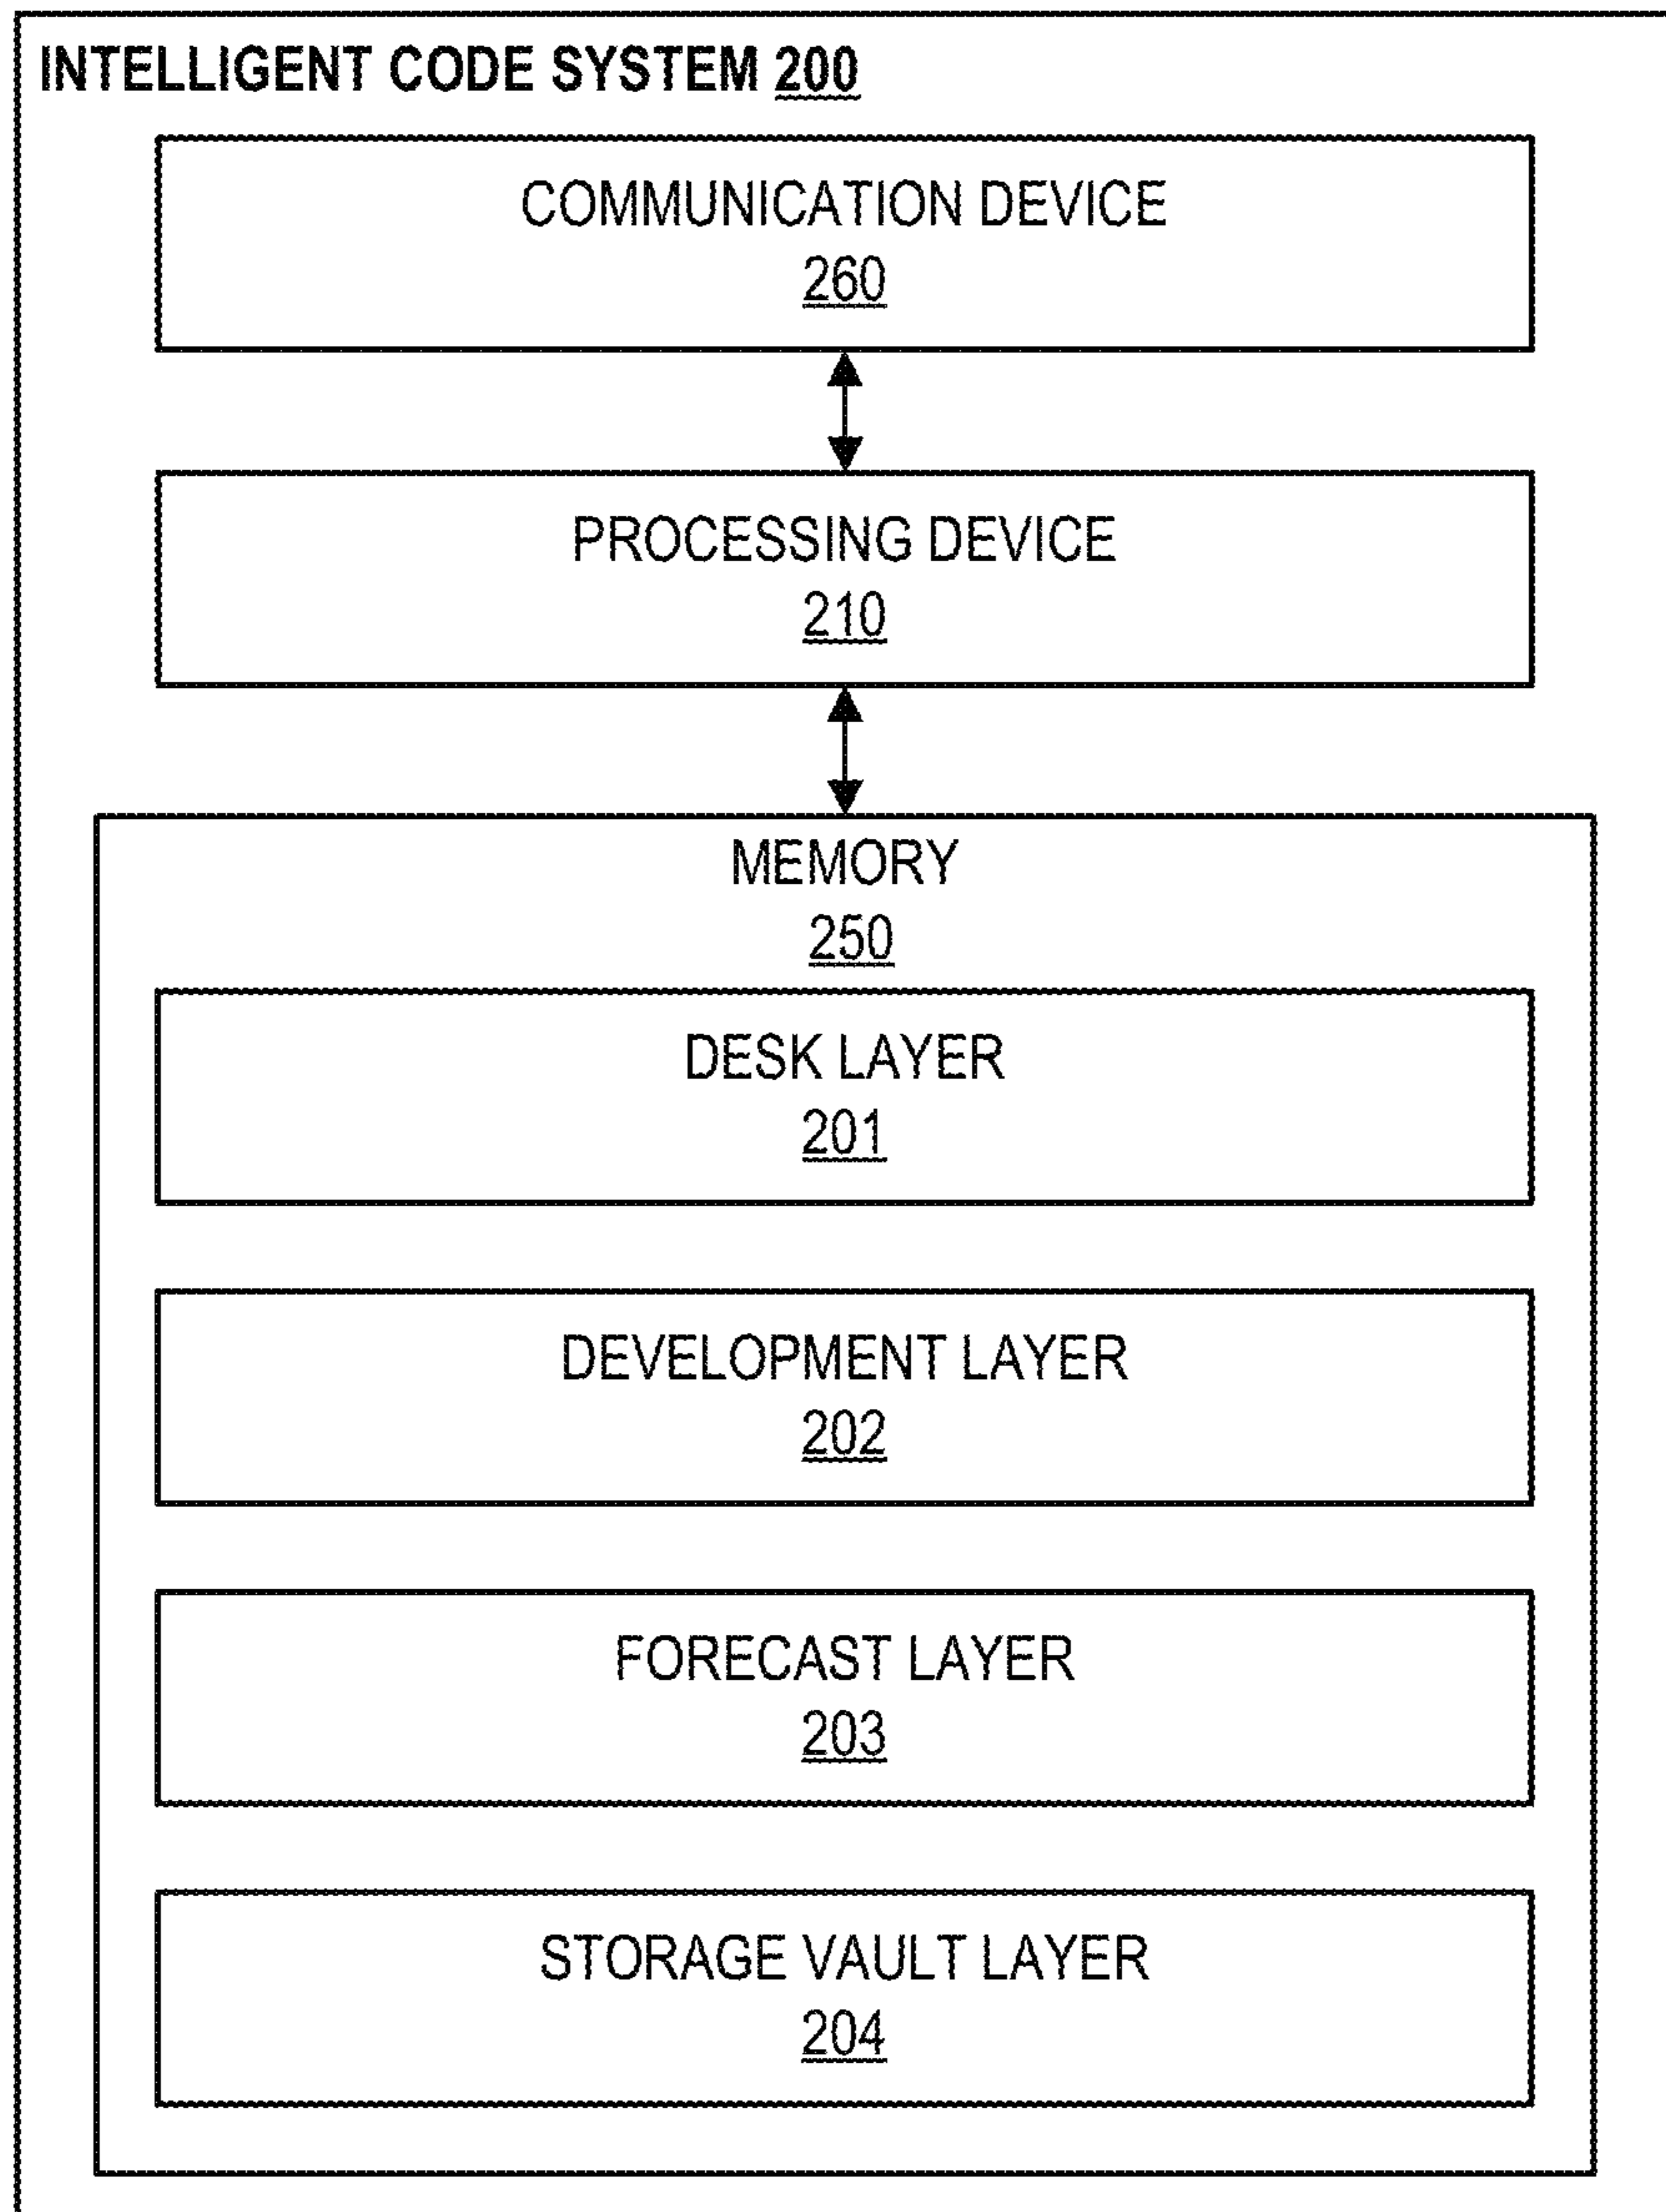 INTELLIGENT CODE SYSTEM 200
COMMUNICATION DEVICE
260
PROCESSING DEVICE
210
MEMORY
250
DESK LAYER
201
DEVELOPMENT LAYER
202
FORECAST LAYER
203
STORAGE VAULT LAYER
204